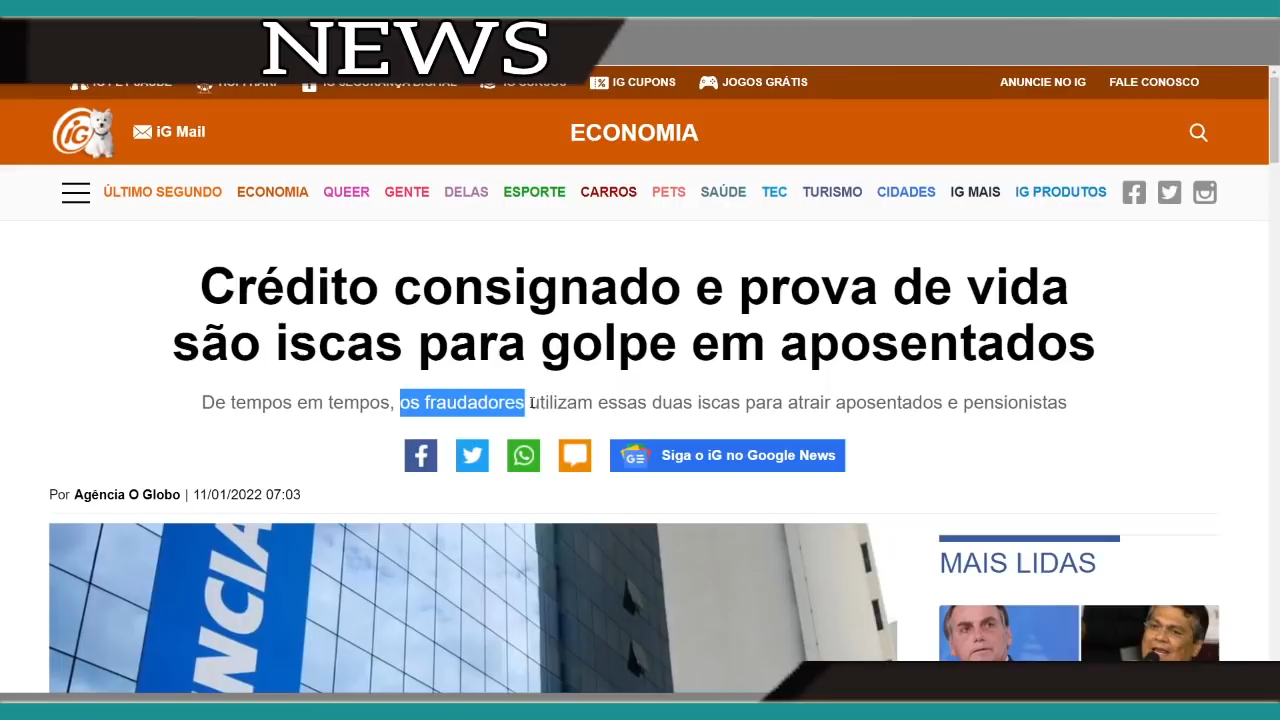 NEWS
IG CUPONS JOGOS GRÁTIS ANUNCIE NO IG FALE CONOSCO
iG iG Mail ECONOMIA
ÚLTIMO SEGUNDO ECONOMIA QUEER GENTE DELAS ESPORTE CARROS PETS SAÚDE TEC TURISMO CIDADES IG MAIS IG PRODUTOS
Crédito consignado e prova de vida
são iscas para golpe em aposentados
De tempos em tempos, os fraudadores utilizam essas duas iscas para atrair aposentados e pensionistas
Siga o iG no Google News
Por Agência O Globo | 11/01/2022 07:03
NCIA
MAIS LIDAS